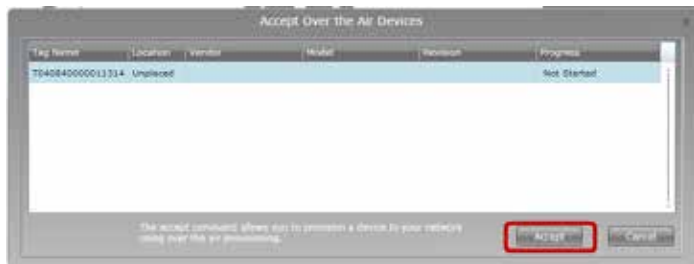 Accept Over the Air Devices
Tag Name Location Vendor Model Revision Progress
T040840000011314 Unplaced Not Started
The accept command allows you to provision a device to your network
using over the air provisioning.
Accept Cancel